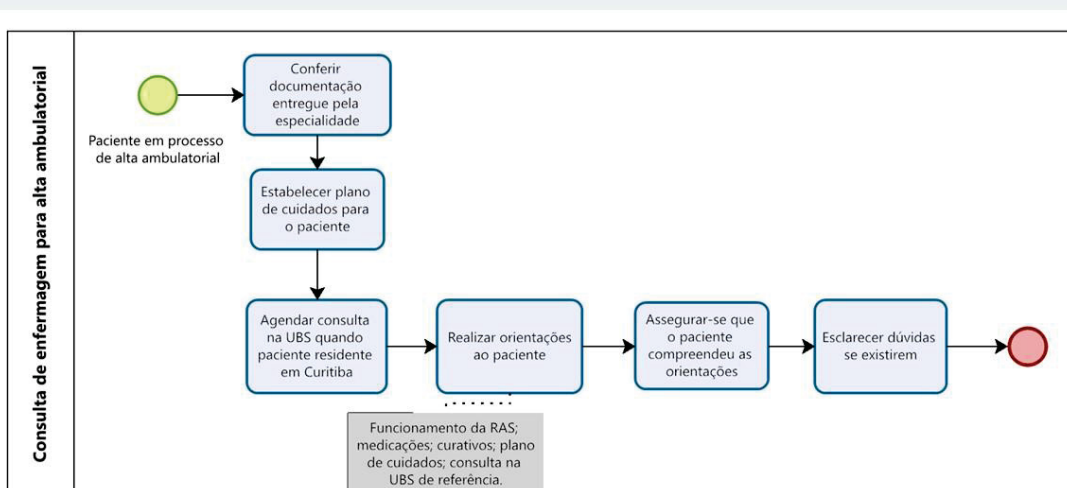 Consulta de enfermagem para alta ambulatorial
Paciente em processo
de alta ambulatorial
Conferir
documentação
entregue pela
especialidade
Estabelecer plano
de cuidados para
o paciente
Agendar consulta
na UBS quando
paciente residente
em Curitiba
Realizar orientações
ao paciente
Funcionamento da RAS;
medicações; curativos; plano
de cuidados; consulta na
UBS de referência.
Assegurar-se que
o paciente
compreendeu as
orientações
Esclarecer dúvidas
se existirem